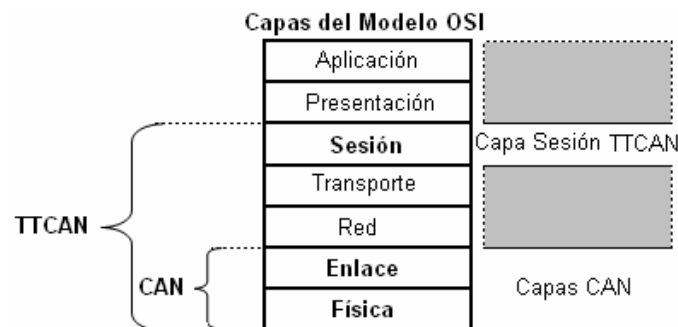 Capas del Modelo OSI
Aplicación
Presentación
Sesión
Capa Sesión TTCAN
Transporte
TTCAN
Red
Enlace
CAN
Capas CAN
Física